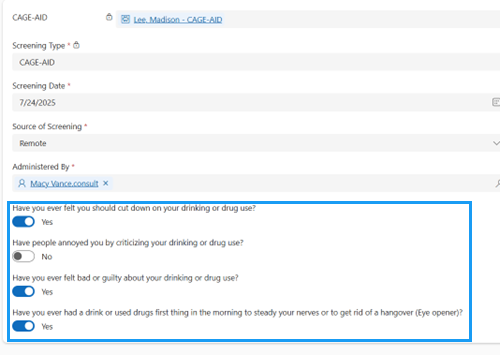 CAGE-AID
Lee, Madison - CAGE-AID
Screening Type *
CAGE-AID
Screening Date *
7/24/2025
Source of Screening *
Remote
Administered By *
Macy Vance.consult ×
Have you ever felt you should cut down on your drinking or drug use?
Yes
Have people annoyed you by criticizing your drinking or drug use?
No
Have you ever felt bad or guilty about your drinking or drug use?
Yes
Have you ever had a drink or used drugs first thing in the morning to steady your nerves or to get rid of a hangover (Eye opener)?
Yes